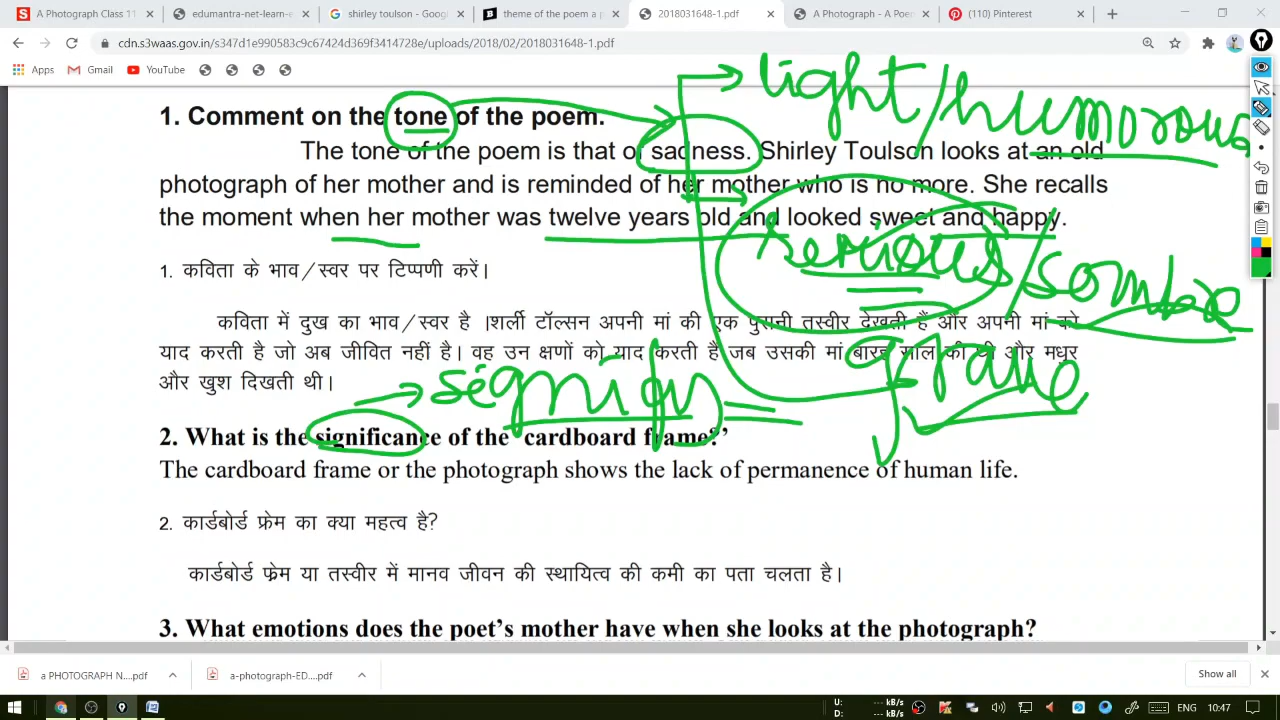 A Photograph Class 11
edumantra-net-learn-e
shirley toulson - Goog
theme of the poem a p
2018031648-1.pdf
A Photograph - A Poe
(110) Pinterest
cdn.s3waas.gov.in/s347d1e990583c9c67424d369f3414728e/uploads/2018/02/2018031648-1.pdf
Apps Gmail YouTube
light/humorous
1. Comment on the tone of the poem.
The tone of the poem is that of sadness. Shirley Toulson looks at an old
photograph of her mother and is reminded of her mother who is no more. She recalls
the moment when her mother was twelve years old and looked sweet and happy.
serious/sombre
1. कविता के भाव/स्वर पर टिप्पणी करें।
कविता में दुख का भाव/स्वर है ।शर्ली टॉल्सन अपनी मां की एक पुरानी तस्वीर देखती हैं और अपनी मां को
याद करती है जो अब जीवित नहीं है। वह उन क्षणों को याद करती है जब उसकी मां बारह साल की थी और मधुर
और खुश दिखती थी।
grave
signify
2. What is the significance of the ‘cardboard frame?’
The cardboard frame or the photograph shows the lack of permanence of human life.
2. कार्डबोर्ड फ्रेम का क्या महत्व है?
कार्डबोर्ड फ्रेम या तस्वीर में मानव जीवन की स्थायित्व की कमी का पता चलता है।
3. What emotions does the poet’s mother have when she looks at the photograph?
a PHOTOGRAPH N....pdf
a-photograph-ED....pdf
Show all
U: --- kB/s
D: --- kB/s
ENG 10:47